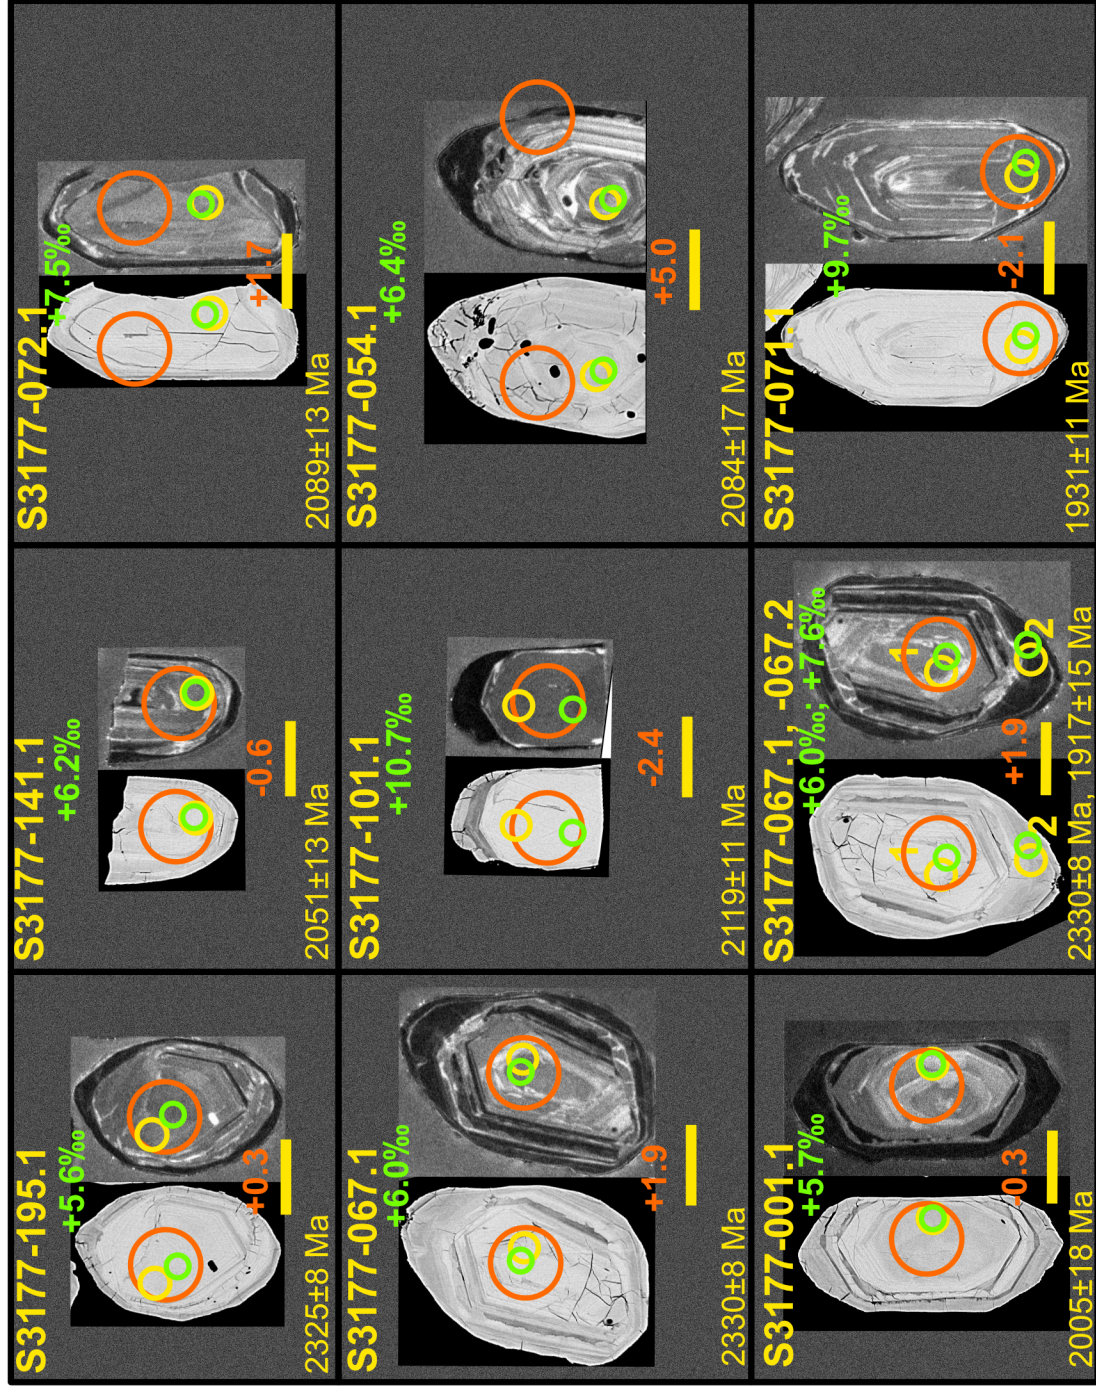 S3177-195.1
+5.6‰
+0.3
2325±8 Ma
S3177-141.1
+6.2‰
-0.6
2051±13 Ma
S3177-072.1
+7.5‰
+1.7
2089±13 Ma
S3177-067.1
+6.0‰
+1.9
2330±8 Ma
S3177-101.1
+10.7‰
-2.4
2119±11 Ma
S3177-054.1
+6.4‰
+5.0
2084±17 Ma
S3177-001.1
+5.7‰
-0.3
2005±18 Ma
S3177-067.1, -067.2
+6.0‰; +7.6‰
1
1
2
2
+1.9
2330±8 Ma, 1917±15 Ma
S3177-071.1
+9.7‰
-2.1
1931±11 Ma